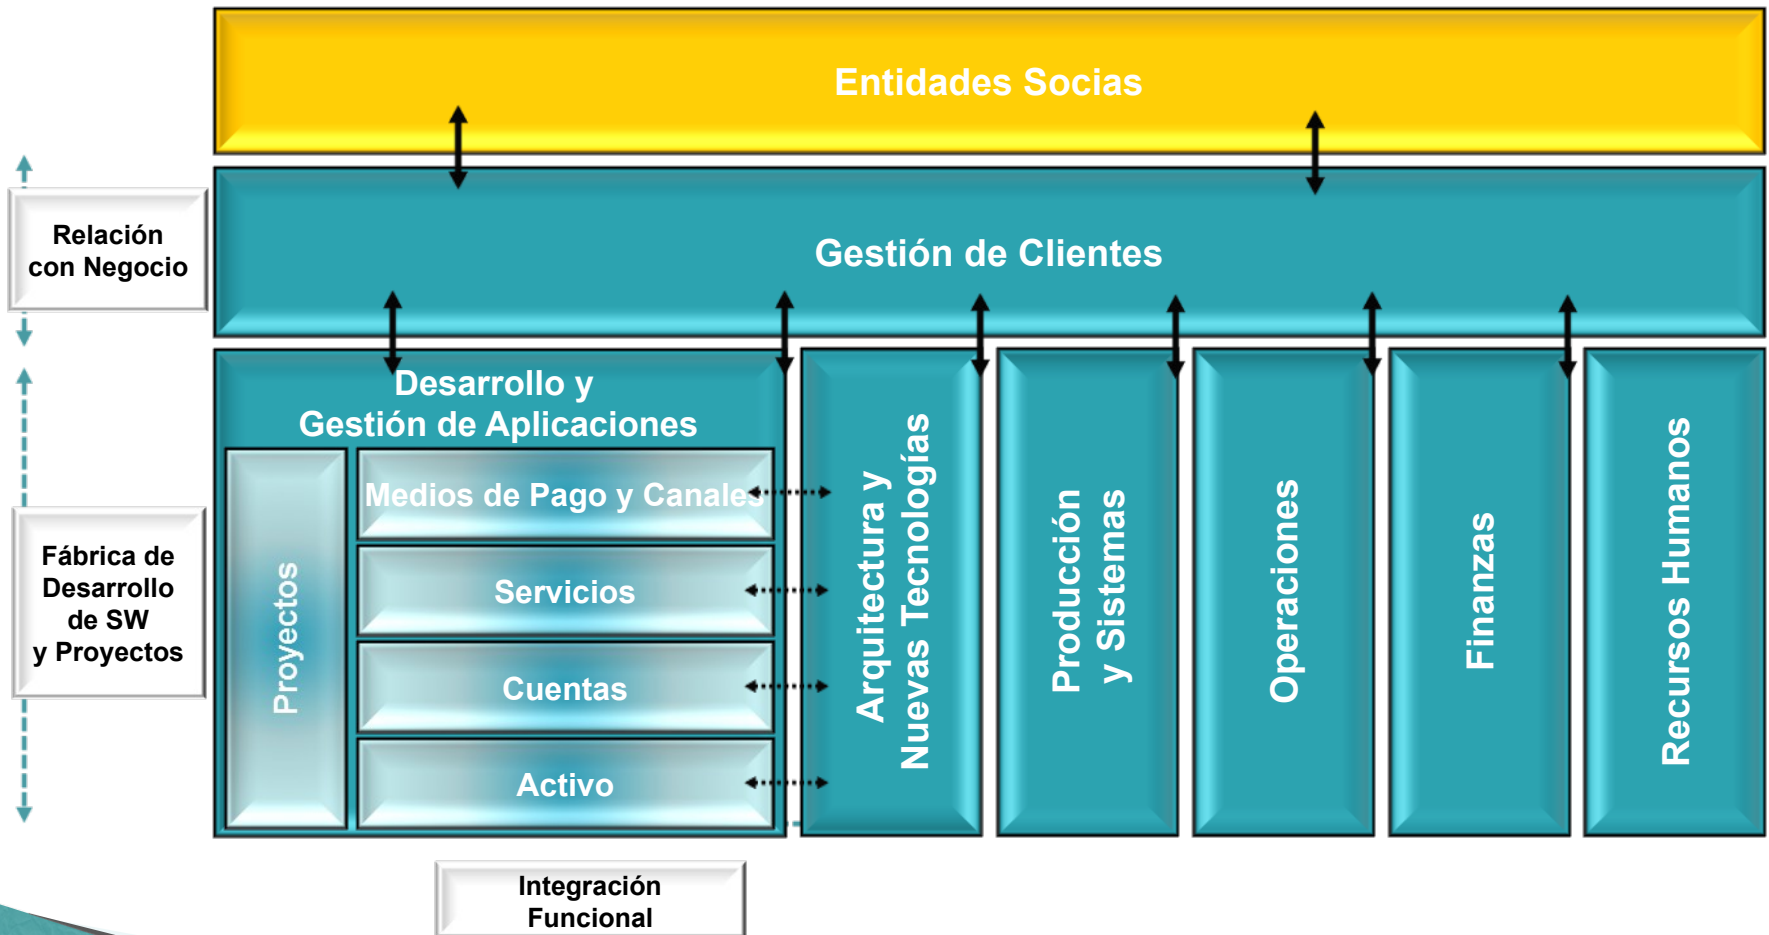 Entidades Socias
Relación
con Negocio
Gestión de Clientes
Desarrollo y
Gestión de Aplicaciones
Proyectos
Medios de Pago y Canales
Servicios
Cuentas
Activo
Arquitectura y
Nuevas Tecnologías
Producción
y Sistemas
Operaciones
Finanzas
Recursos Humanos
Fábrica de
Desarrollo
de SW
y Proyectos
Integración
Funcional